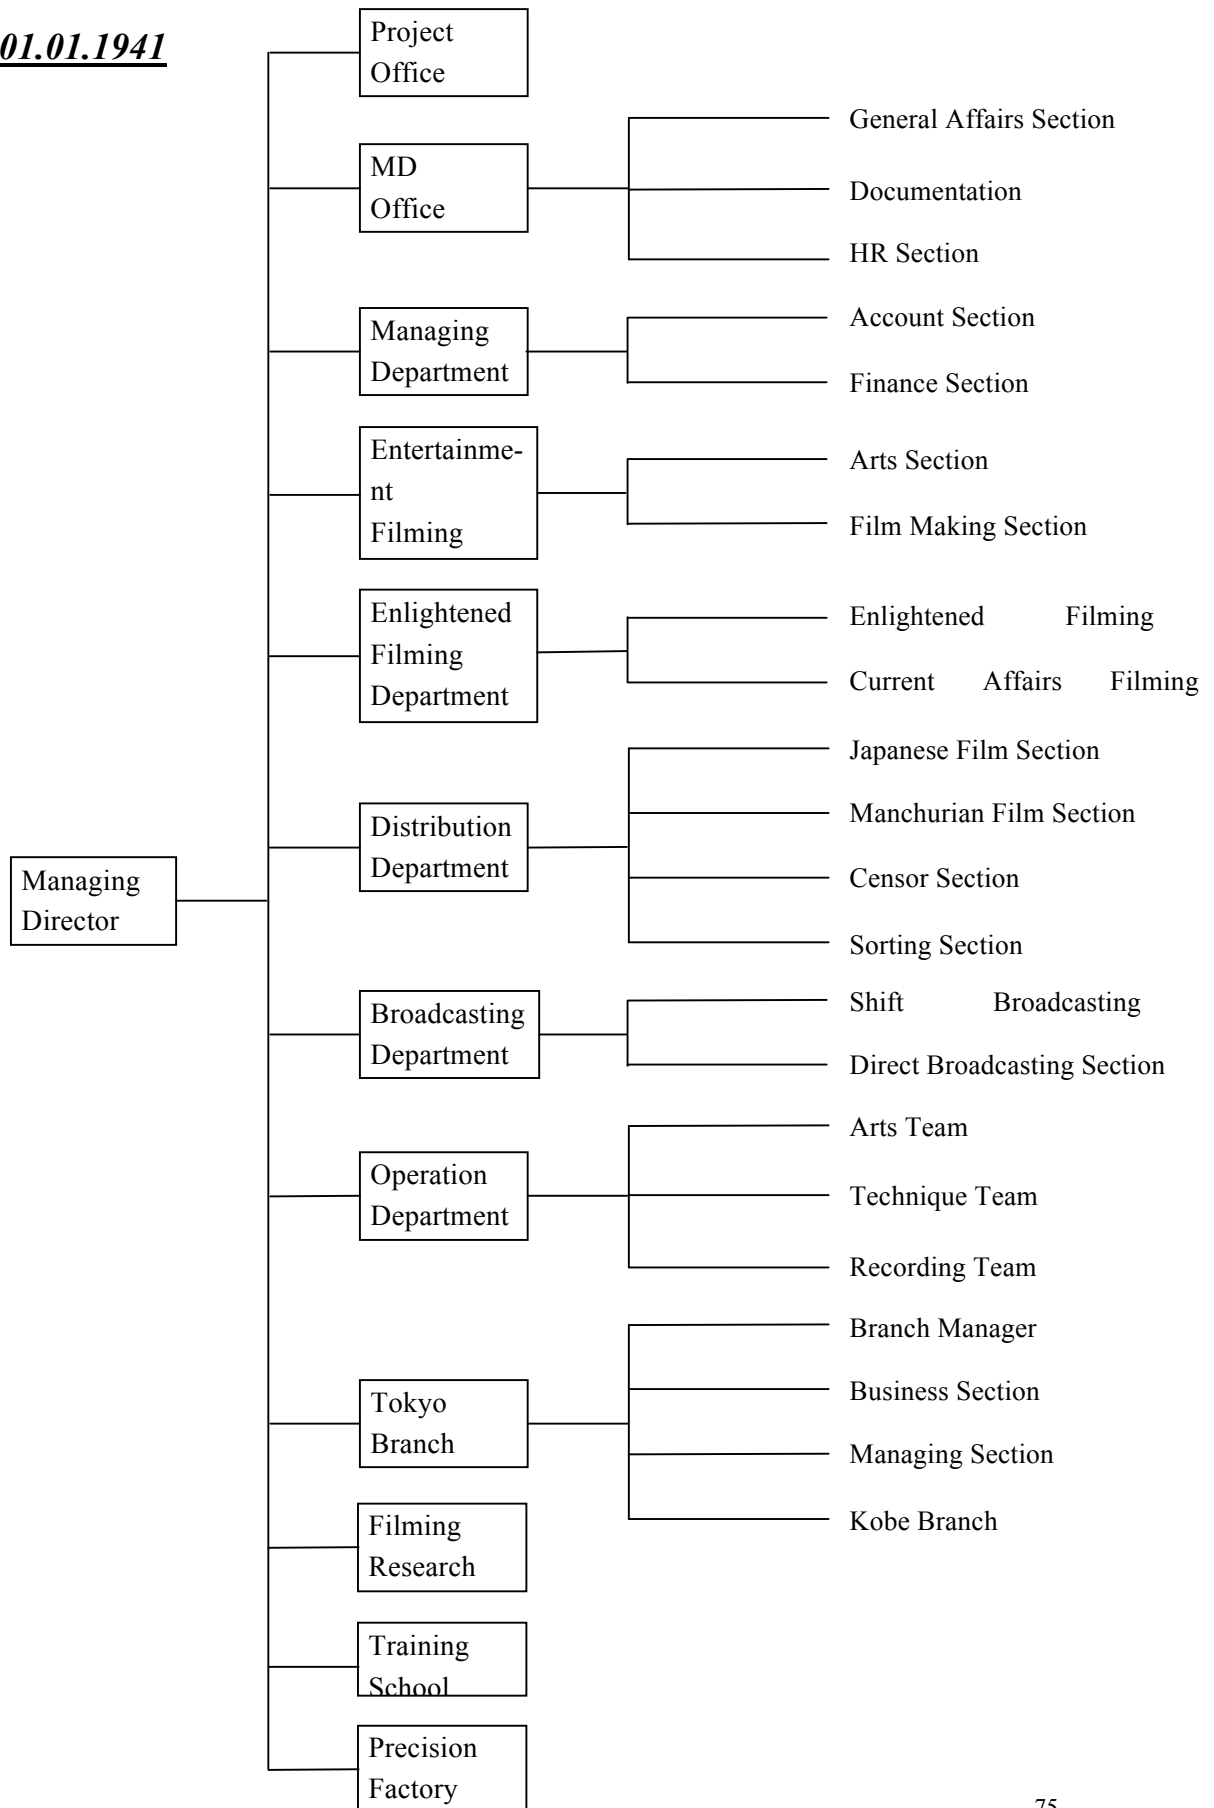 01.01.1941
Project
Office
MD
Office
General Affairs Section
Documentation
HR Section
Managing
Department
Account Section
Finance Section
Entertainme-
nt
Filming
Arts Section
Film Making Section
Enlightened
Filming
Department
Enlightened Filming
Current Affairs Filming
Distribution
Department
Japanese Film Section
Manchurian Film Section
Censor Section
Sorting Section
Managing
Director
Broadcasting
Department
Shift Broadcasting
Direct Broadcasting Section
Operation
Department
Arts Team
Technique Team
Recording Team
Tokyo
Branch
Branch Manager
Business Section
Managing Section
Kobe Branch
Filming
Research
Training
School
Precision
Factory
75